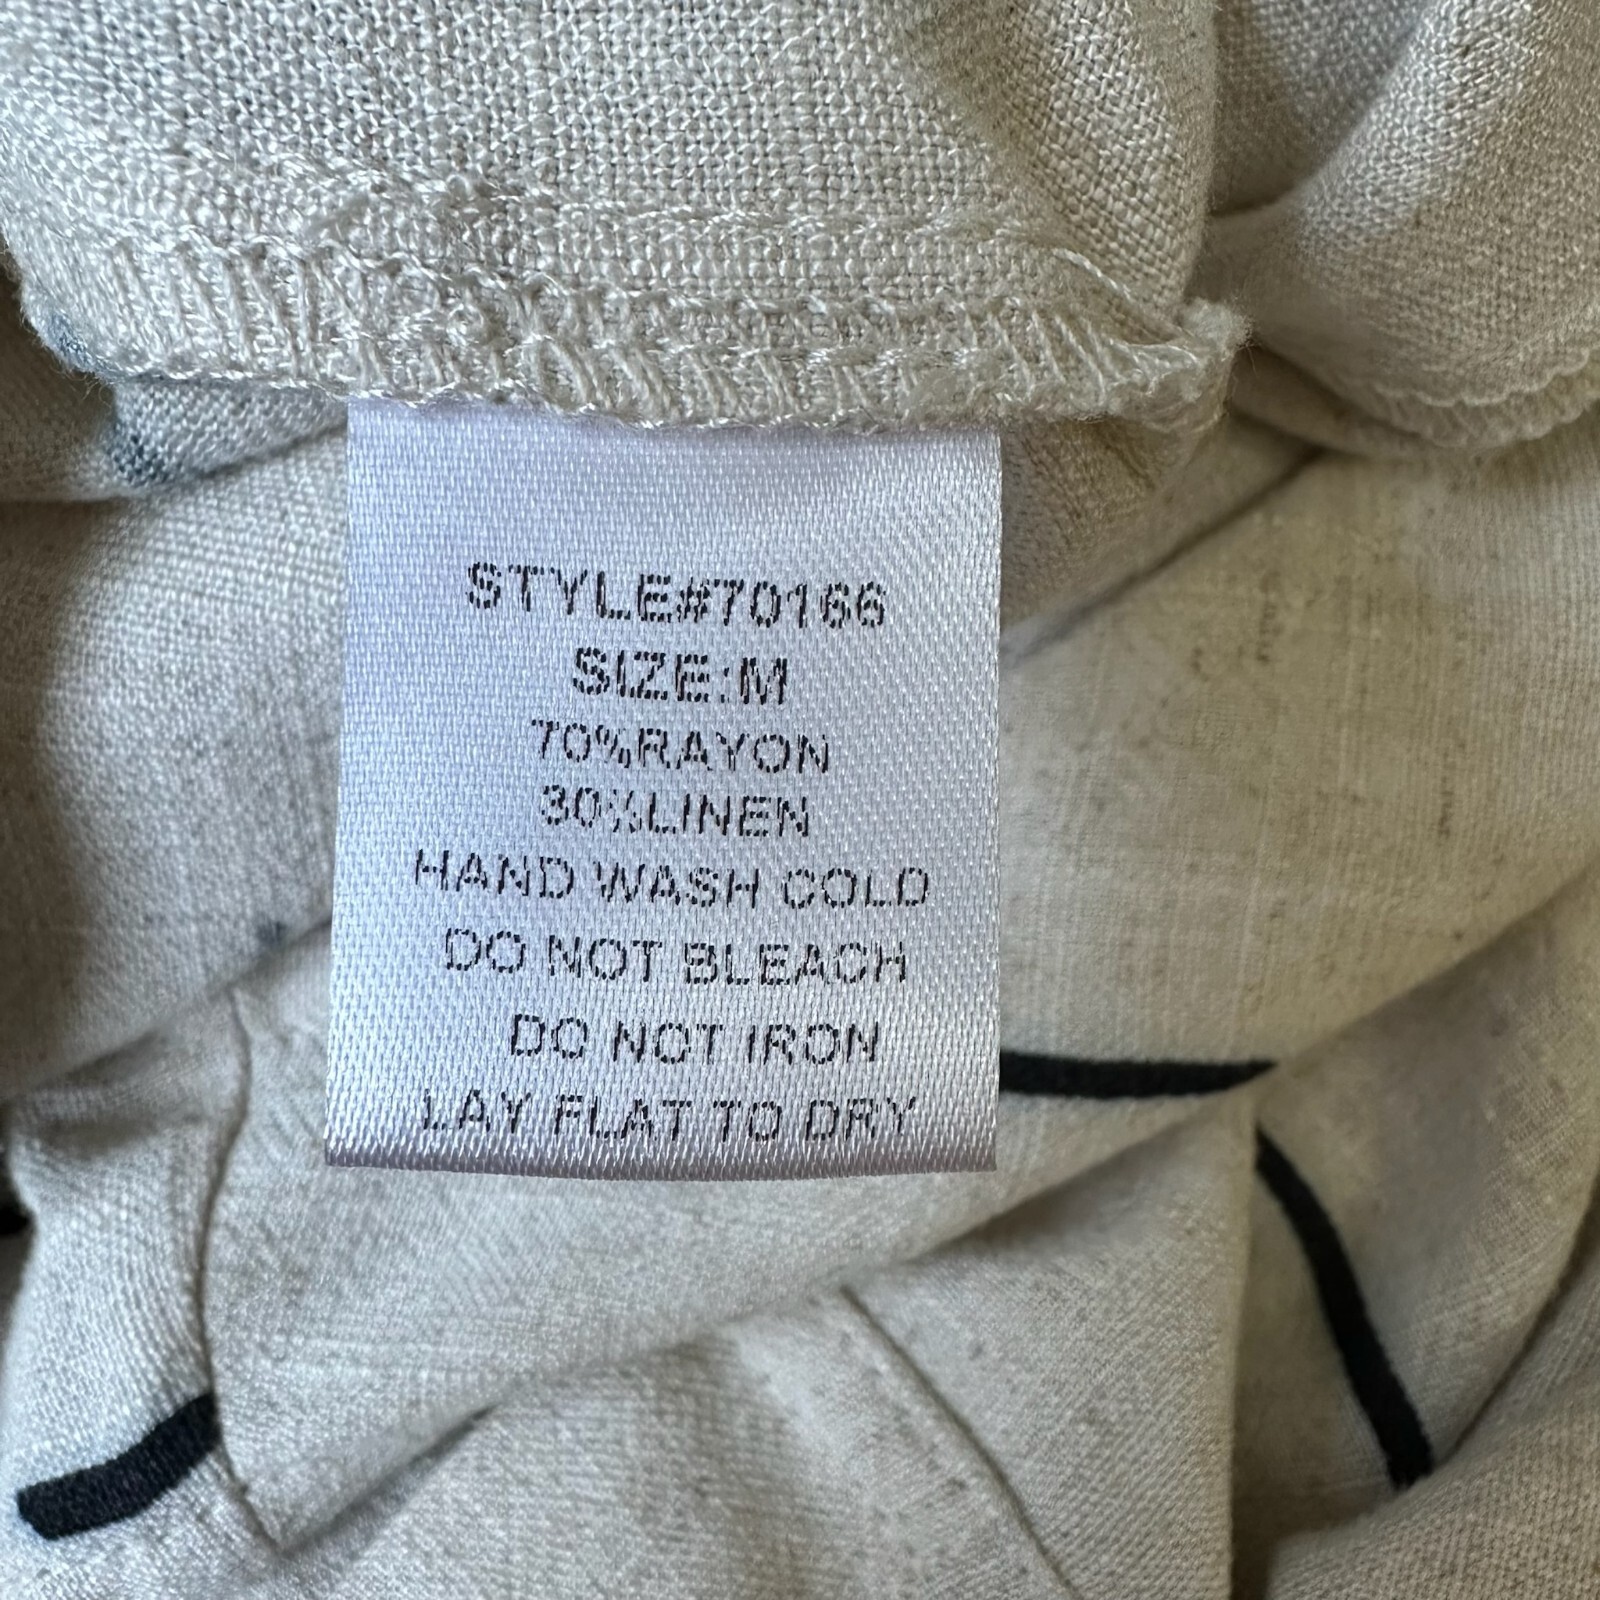 STYLE#70166
SIZE:M
70%RAYON
30%LINEN
HAND WASH COLD
DO NOT BLEACH
DO NOT IRON
LAY FLAT TO DRY